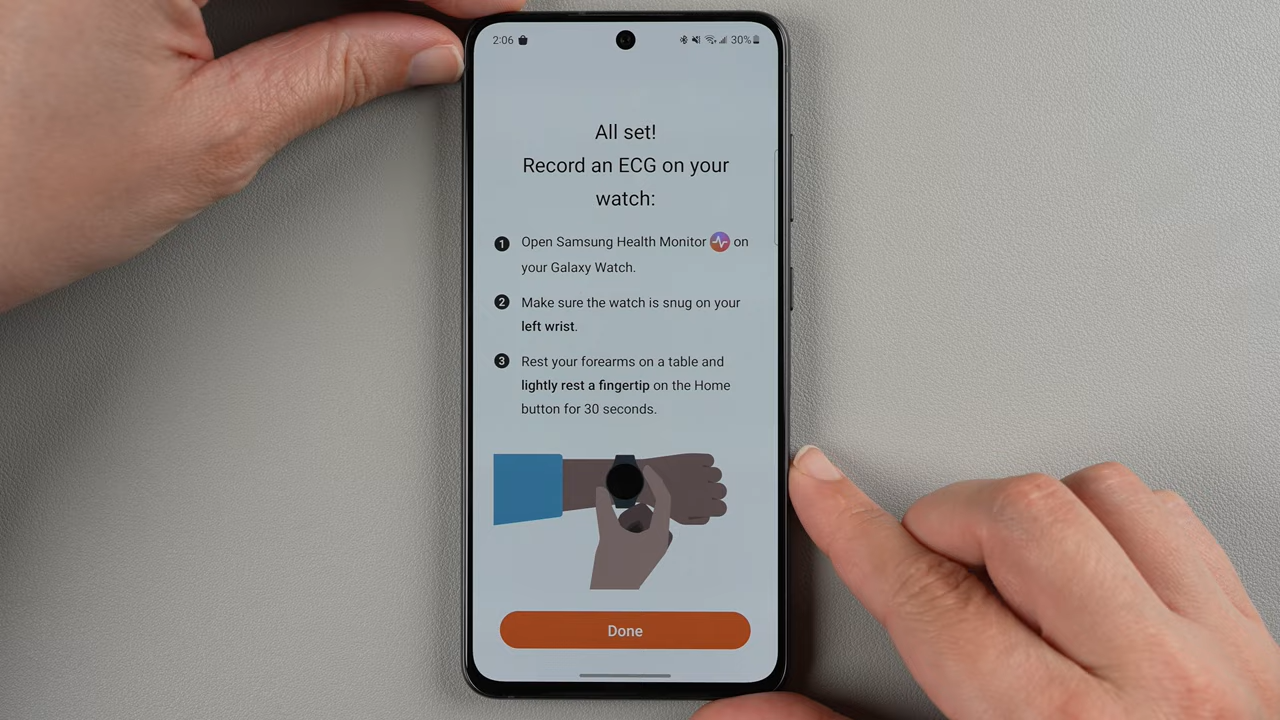 2:06 30%
All set!
Record an ECG on your
watch:
1 Open Samsung Health Monitor on
your Galaxy Watch.
2 Make sure the watch is snug on your
left wrist.
3 Rest your forearms on a table and
lightly rest a fingertip on the Home
button for 30 seconds.
Done